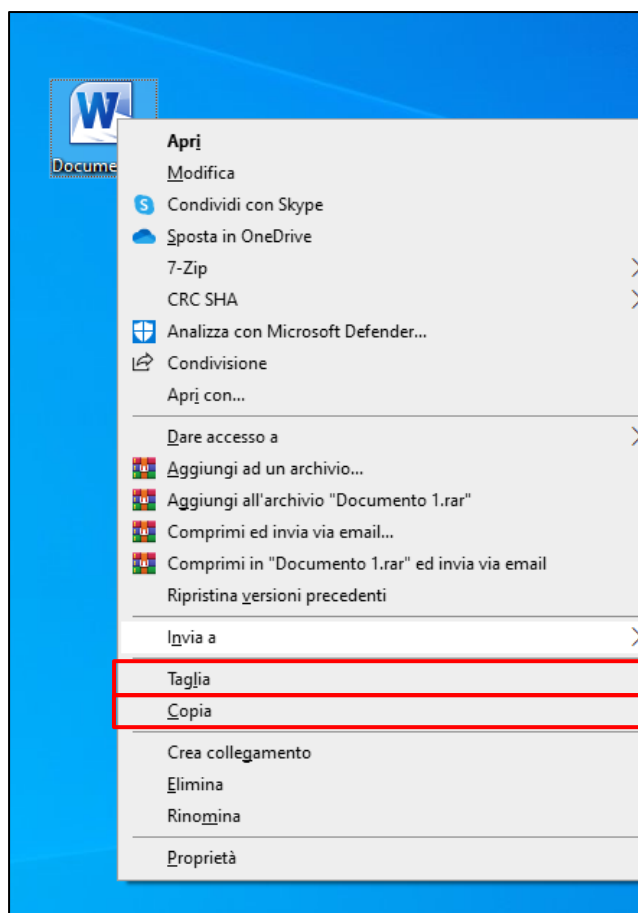 W
Docume
Apri
Modifica
S
Condividi con Skype
Sposta in OneDrive
7-Zip
CRC SHA
Analizza con Microsoft Defender...
Condivisione
Apri con...
Dare accesso a
Aggiungi ad un archivio...
Aggiungi all'archivio "Documento 1.rar"
Comprimi ed invia via email...
Comprimi in "Documento 1.rar" ed invia via email
Ripristina versioni precedenti
Invia a
Taglia
Copia
Crea collegamento
Elimina
Rinomina
Proprietà